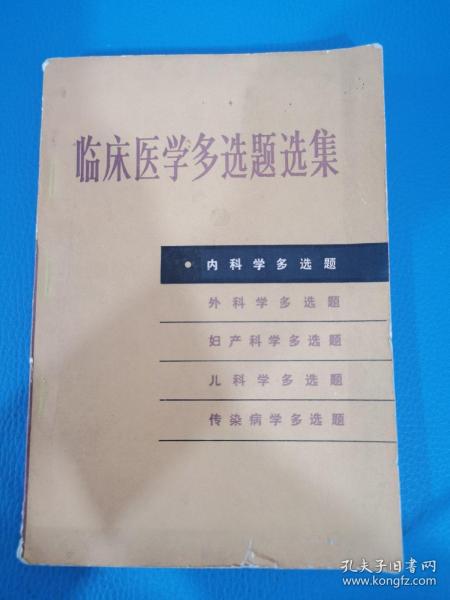 临床医学多选题选集
• 内科学多选题
外科学多选题
妇产科学多选题
儿科学多选题
传染病学多选题
孔夫子旧书网
www.kongfz.com